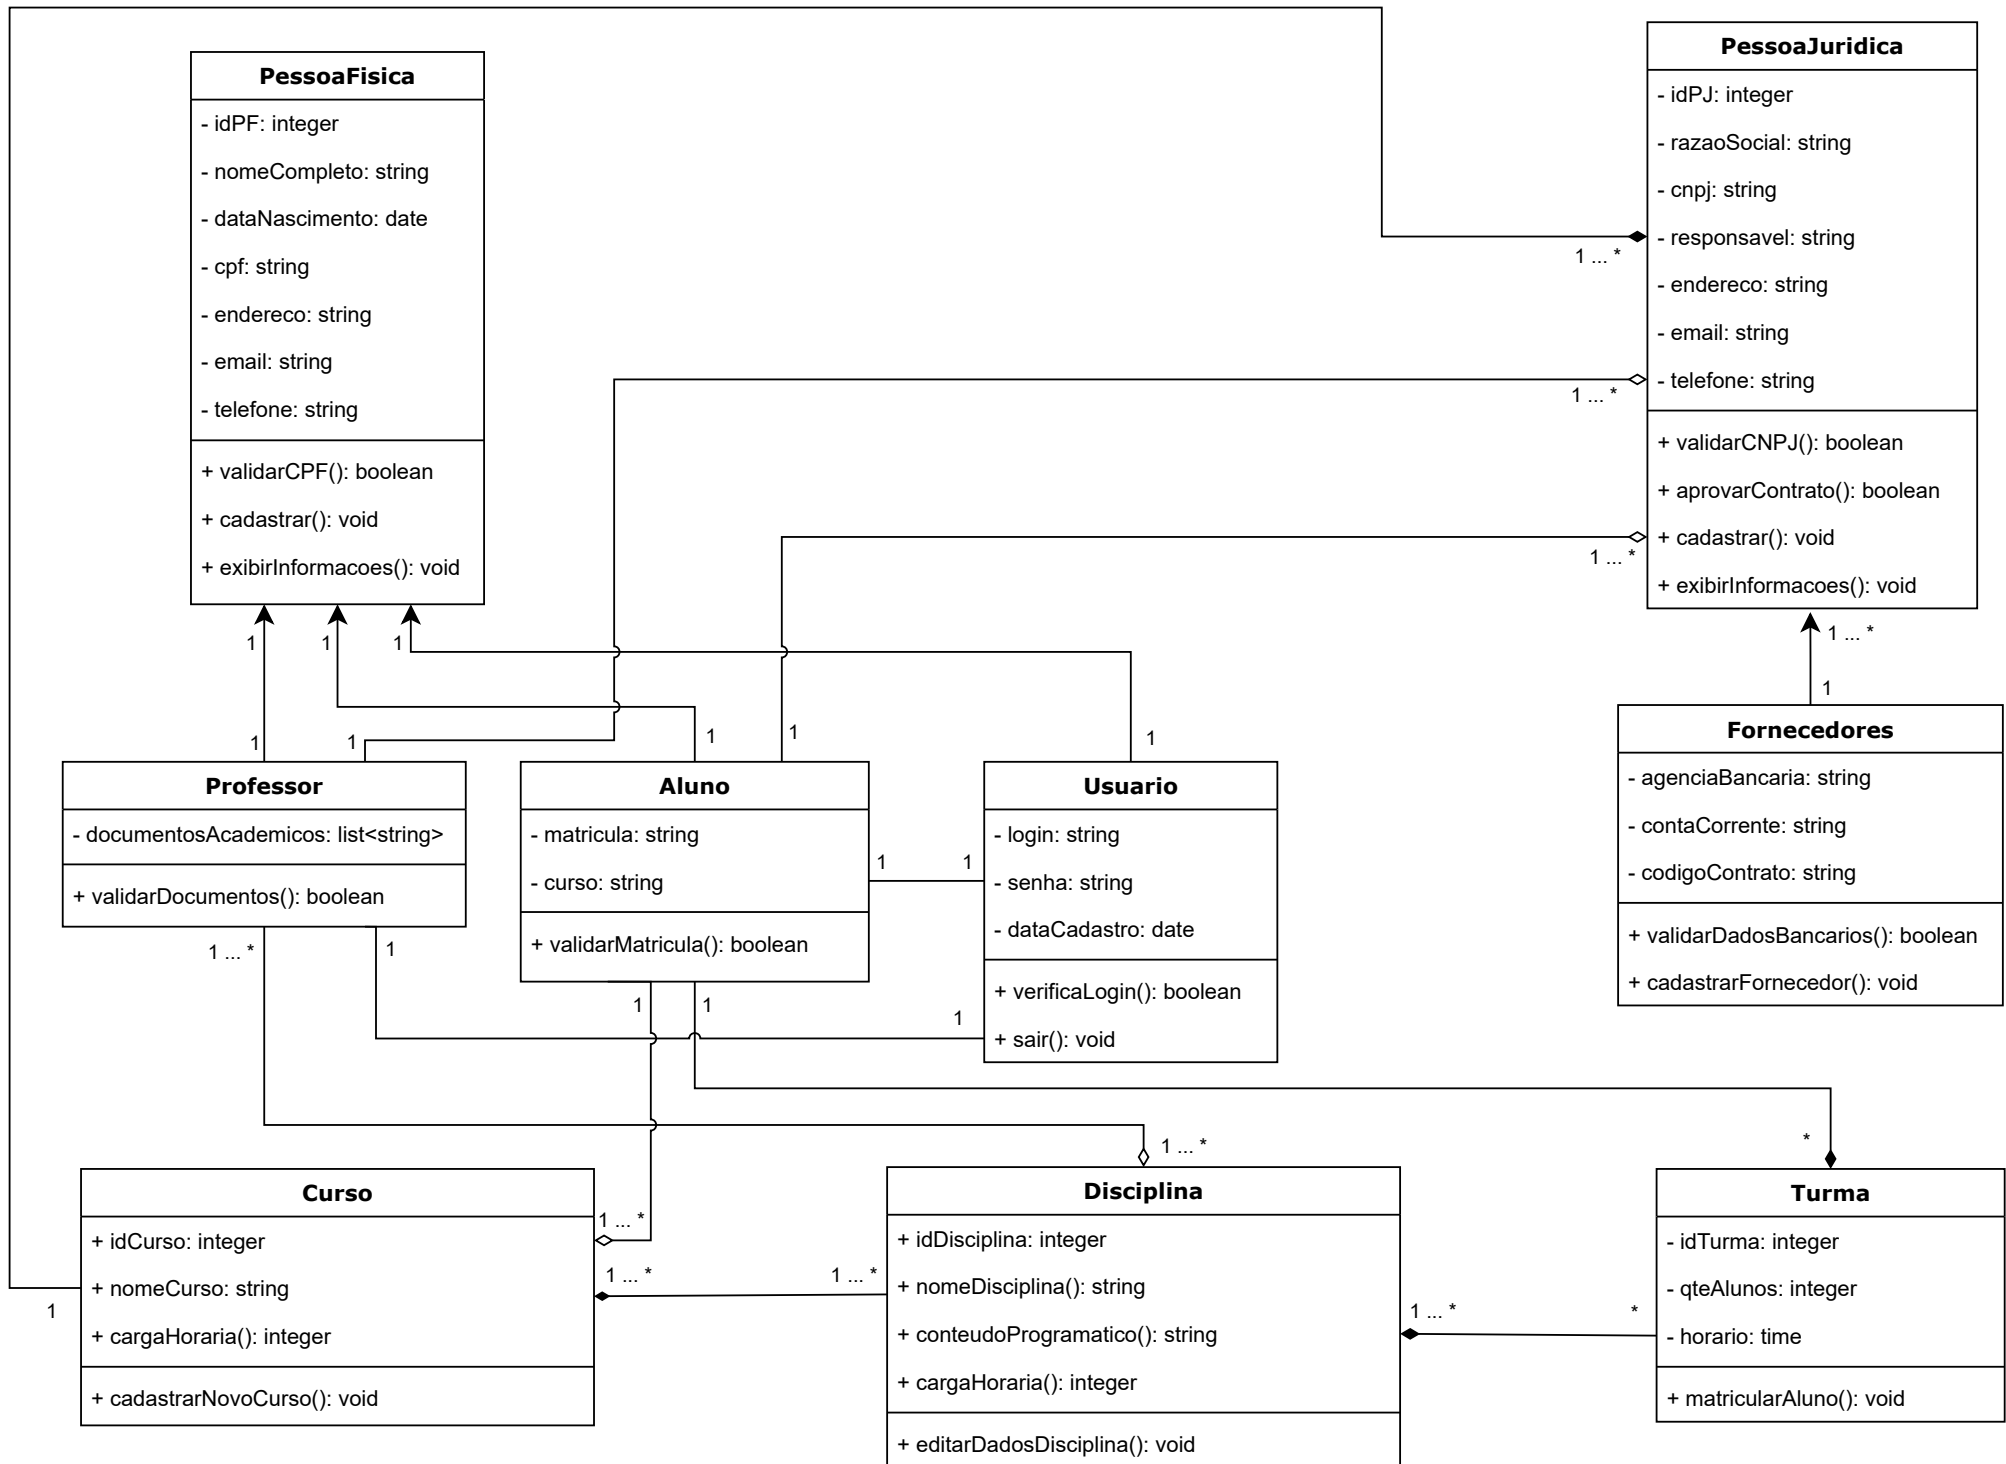 PessoaFisica
- idPF: integer
- nomeCompleto: string
- dataNascimento: date
- cpf: string
- endereco: string
- email: string
- telefone: string
+ validarCPF(): boolean
+ cadastrar(): void
+ exibirInformacoes(): void
PessoaJuridica
- idPJ: integer
- razaoSocial: string
- cnpj: string
- responsavel: string
- endereco: string
- email: string
- telefone: string
+ validarCNPJ(): boolean
+ aprovarContrato(): boolean
+ cadastrar(): void
+ exibirInformacoes(): void
1 ... *
1 ... *
1 ... *
1
1
1
1 ... *
1
1
1
1
1
1
Professor
- documentosAcademicos: list<string>
+ validarDocumentos(): boolean
Aluno
- matricula: string
- curso: string
+ validarMatricula(): boolean
1
1
Usuario
- login: string
- senha: string
- dataCadastro: date
+ verificaLogin(): boolean
+ sair(): void
Fornecedores
- agenciaBancaria: string
- contaCorrente: string
- codigoContrato: string
+ validarDadosBancarios(): boolean
+ cadastrarFornecedor(): void
1 ... *
1
1
1
1
1 ... *
*
Curso
+ idCurso: integer
+ nomeCurso: string
+ cargaHoraria(): integer
+ cadastrarNovoCurso(): void
1
1 ... *
1 ... *
1 ... *
Disciplina
+ idDisciplina: integer
+ nomeDisciplina(): string
+ conteudoProgramatico(): string
+ cargaHoraria(): integer
+ editarDadosDisciplina(): void
1 ... *
*
Turma
- idTurma: integer
- qteAlunos: integer
- horario: time
+ matricularAluno(): void